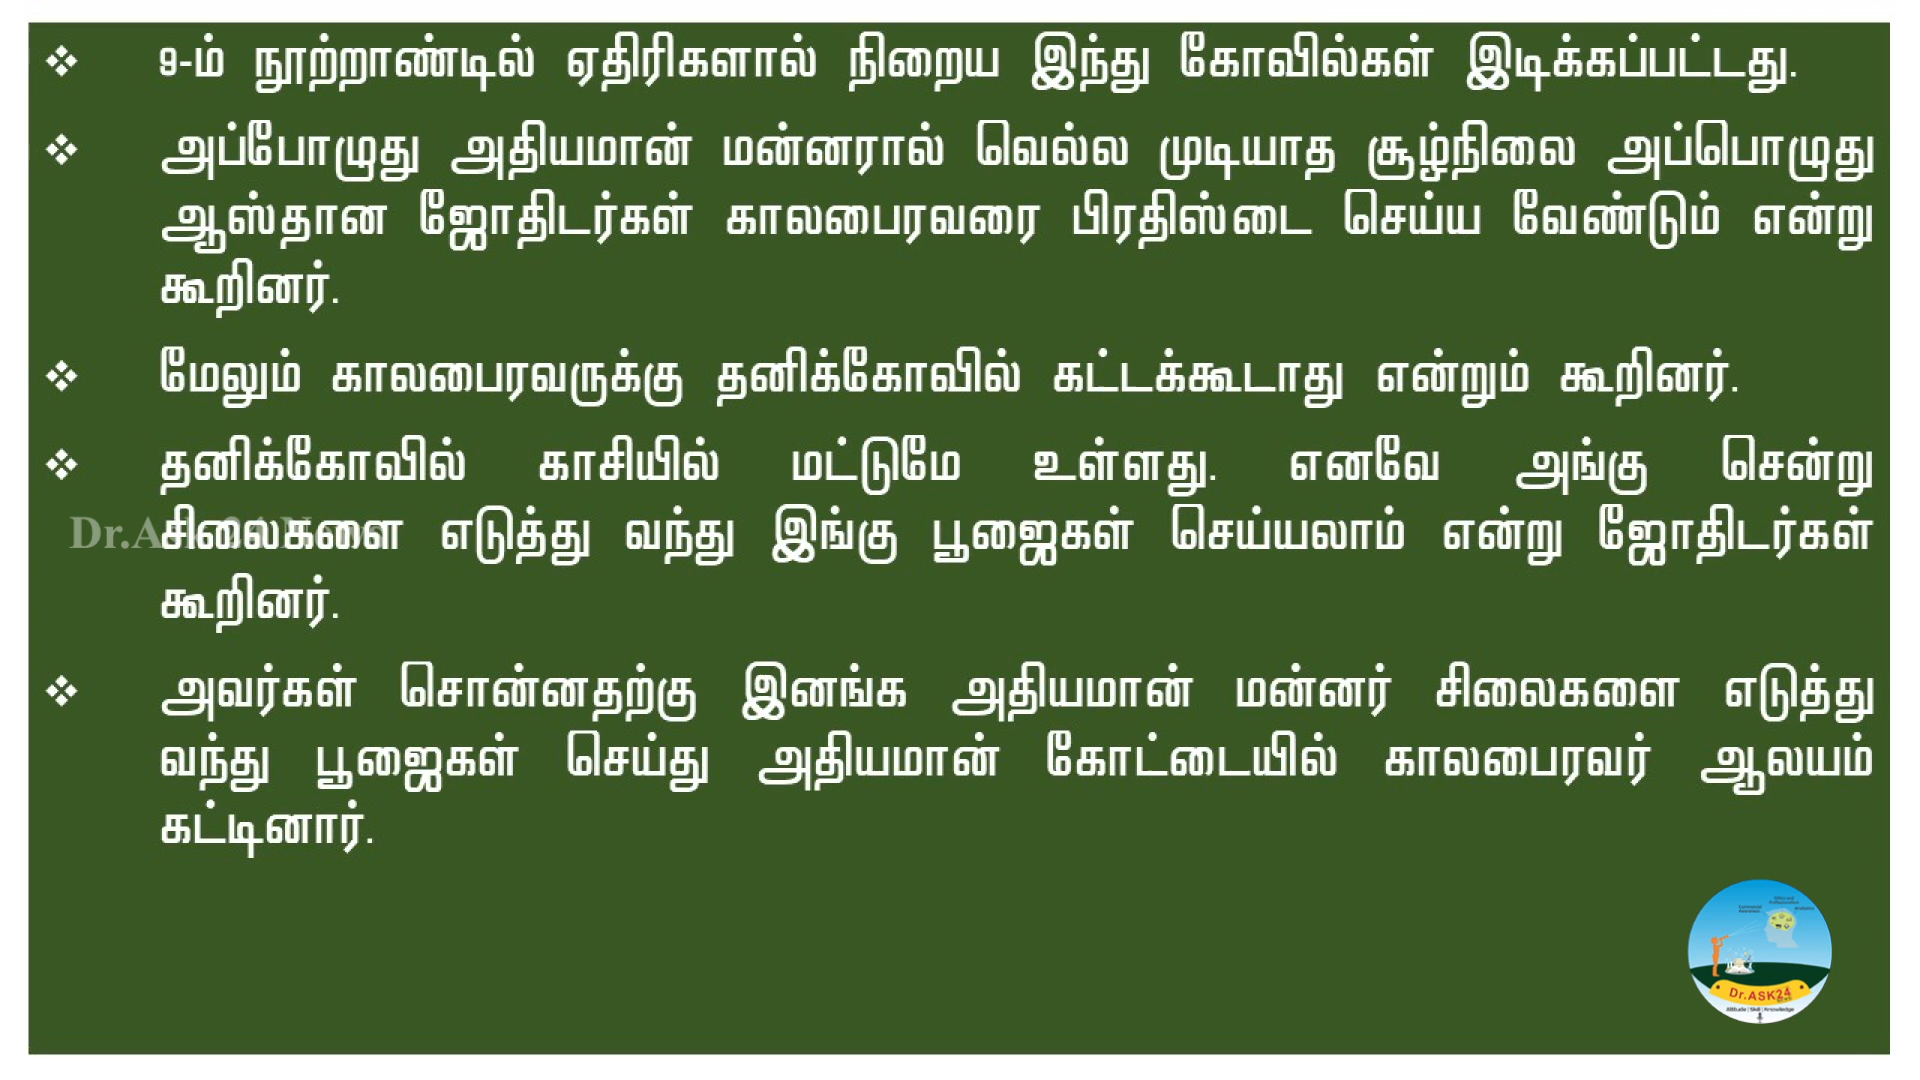 ❖ 9-ம் நூற்றாண்டில் ஏதிரிகளால் நிறைய இந்து கோவில்கள் இடிக்கப்பட்டது.
❖ அப்போழுது அதியமான் மன்னரால் வெல்ல முடியாத சூழ்நிலை அப்பொழுது
ஆஸ்தான ஜோதிடர்கள் காலபைரவரை பிரதிஸ்டை செய்ய வேண்டும் என்று
கூறினர்.
❖ மேலும் காலபைரவருக்கு தனிக்கோவில் கட்டக்கூடாது என்றும் கூறினர்.
❖ தனிக்கோவில் காசியில் மட்டுமே உள்ளது. எனவே அங்கு சென்று
சிலைகளை எடுத்து வந்து இங்கு பூஜைகள் செய்யலாம் என்று ஜோதிடர்கள்
கூறினர்.
❖ அவர்கள் சொன்னதற்கு இனங்க அதியமான் மன்னர் சிலைகளை எடுத்து
வந்து பூஜைகள் செய்து அதியமான் கோட்டையில் காலபைரவர் ஆலயம்
கட்டினார்.
Dr.ASK24
Attitude | Skill | Knowledge